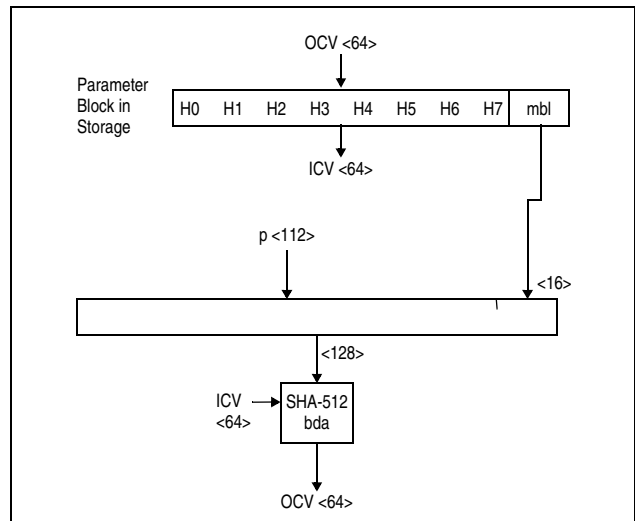 OCV <64>
Parameter
Block in
Storage
H0 H1 H2 H3 H4 H5 H6 H7 mbl
ICV <64>
p <112>
<16>
<128>
ICV
<64>
SHA-512
bda
OCV <64>